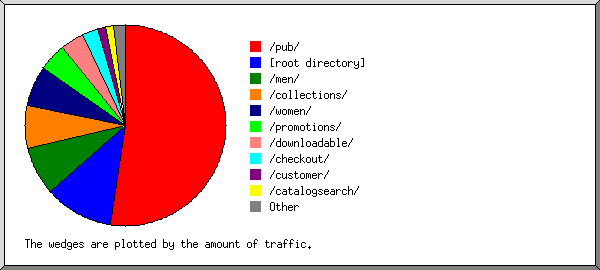 /pub/
[root directory]
/men/
/collections/
/women/
/promotions/
/downloadable/
/checkout/
/customer/
/catalogsearch/
Other
The wedges are plotted by the amount of traffic.